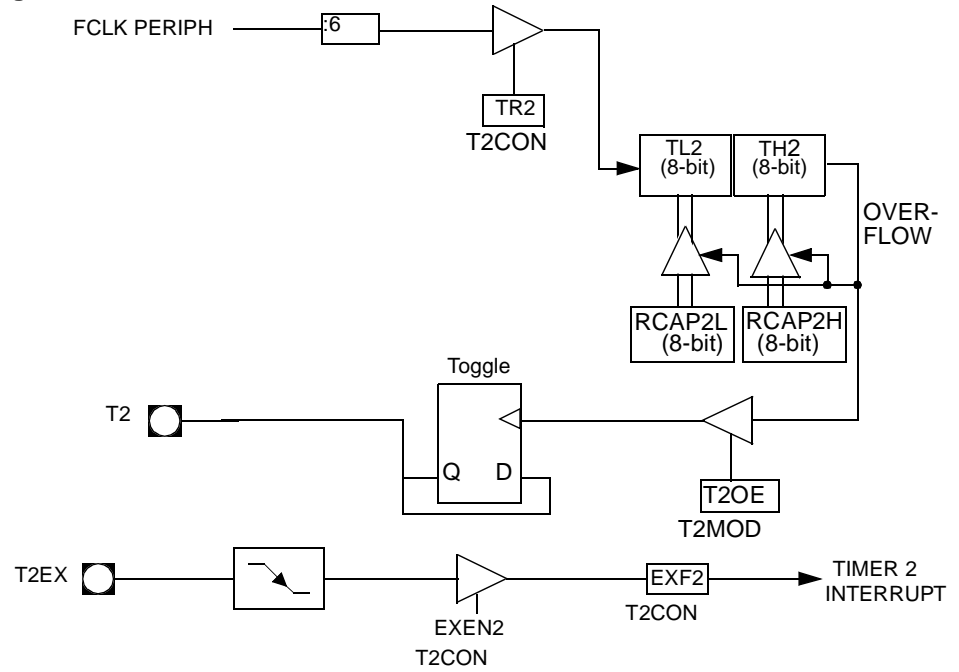 FCLK PERIPH
:6
TR2
T2CON
TL2
(8-bit)
TH2
(8-bit)
OVER-
FLOW
RCAP2L
(8-bit)
RCAP2H
(8-bit)
Toggle
T2
Q
D
T2OE
T2MOD
T2EX
EXEN2
T2CON
EXF2
T2CON
TIMER 2
INTERRUPT